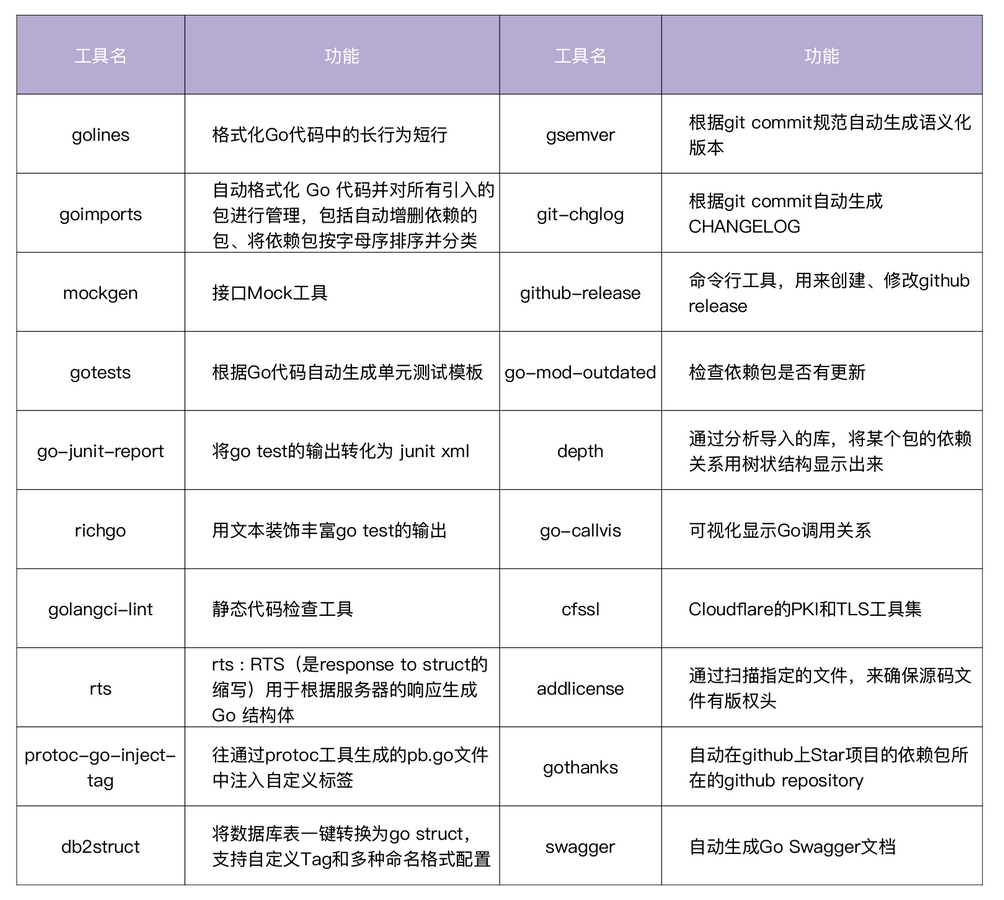 工具名
功能
工具名
功能
golines
格式化Go代码中的长行为短行
gsemver
根据git commit规范自动生成语义化
版本
goimports
自动格式化 Go 代码并对所有引入的
包进行管理，包括自动增删依赖的
包、将依赖包按字母序排序并分类
git-chglog
根据git commit自动生成
CHANGELOG
mockgen
接口Mock工具
github-release
命令行工具，用来创建、修改github
release
gotests
根据Go代码自动生成单元测试模板
go-mod-outdated
检查依赖包是否有更新
go-junit-report
将go test的输出转化为 junit xml
depth
通过分析导入的库，将某个包的依赖
关系用树状结构显示出来
richgo
用文本装饰丰富go test的输出
go-callvis
可视化显示Go调用关系
golangci-lint
静态代码检查工具
cfssl
Cloudflare的PKI和TLS工具集
rts
rts : RTS（是response to struct的
缩写）用于根据服务器的响应生成
Go 结构体
addlicense
通过扫描指定的文件，来确保源码文
件有版权头
protoc-go-inject-
tag
往通过protoc工具生成的pb.go文件
中注入自定义标签
gothanks
自动在github上Star项目的依赖包所
在的github repository
db2struct
将数据库表一键转换为go struct，
支持自定义Tag和多种命名格式配置
swagger
自动生成Go Swagger文档